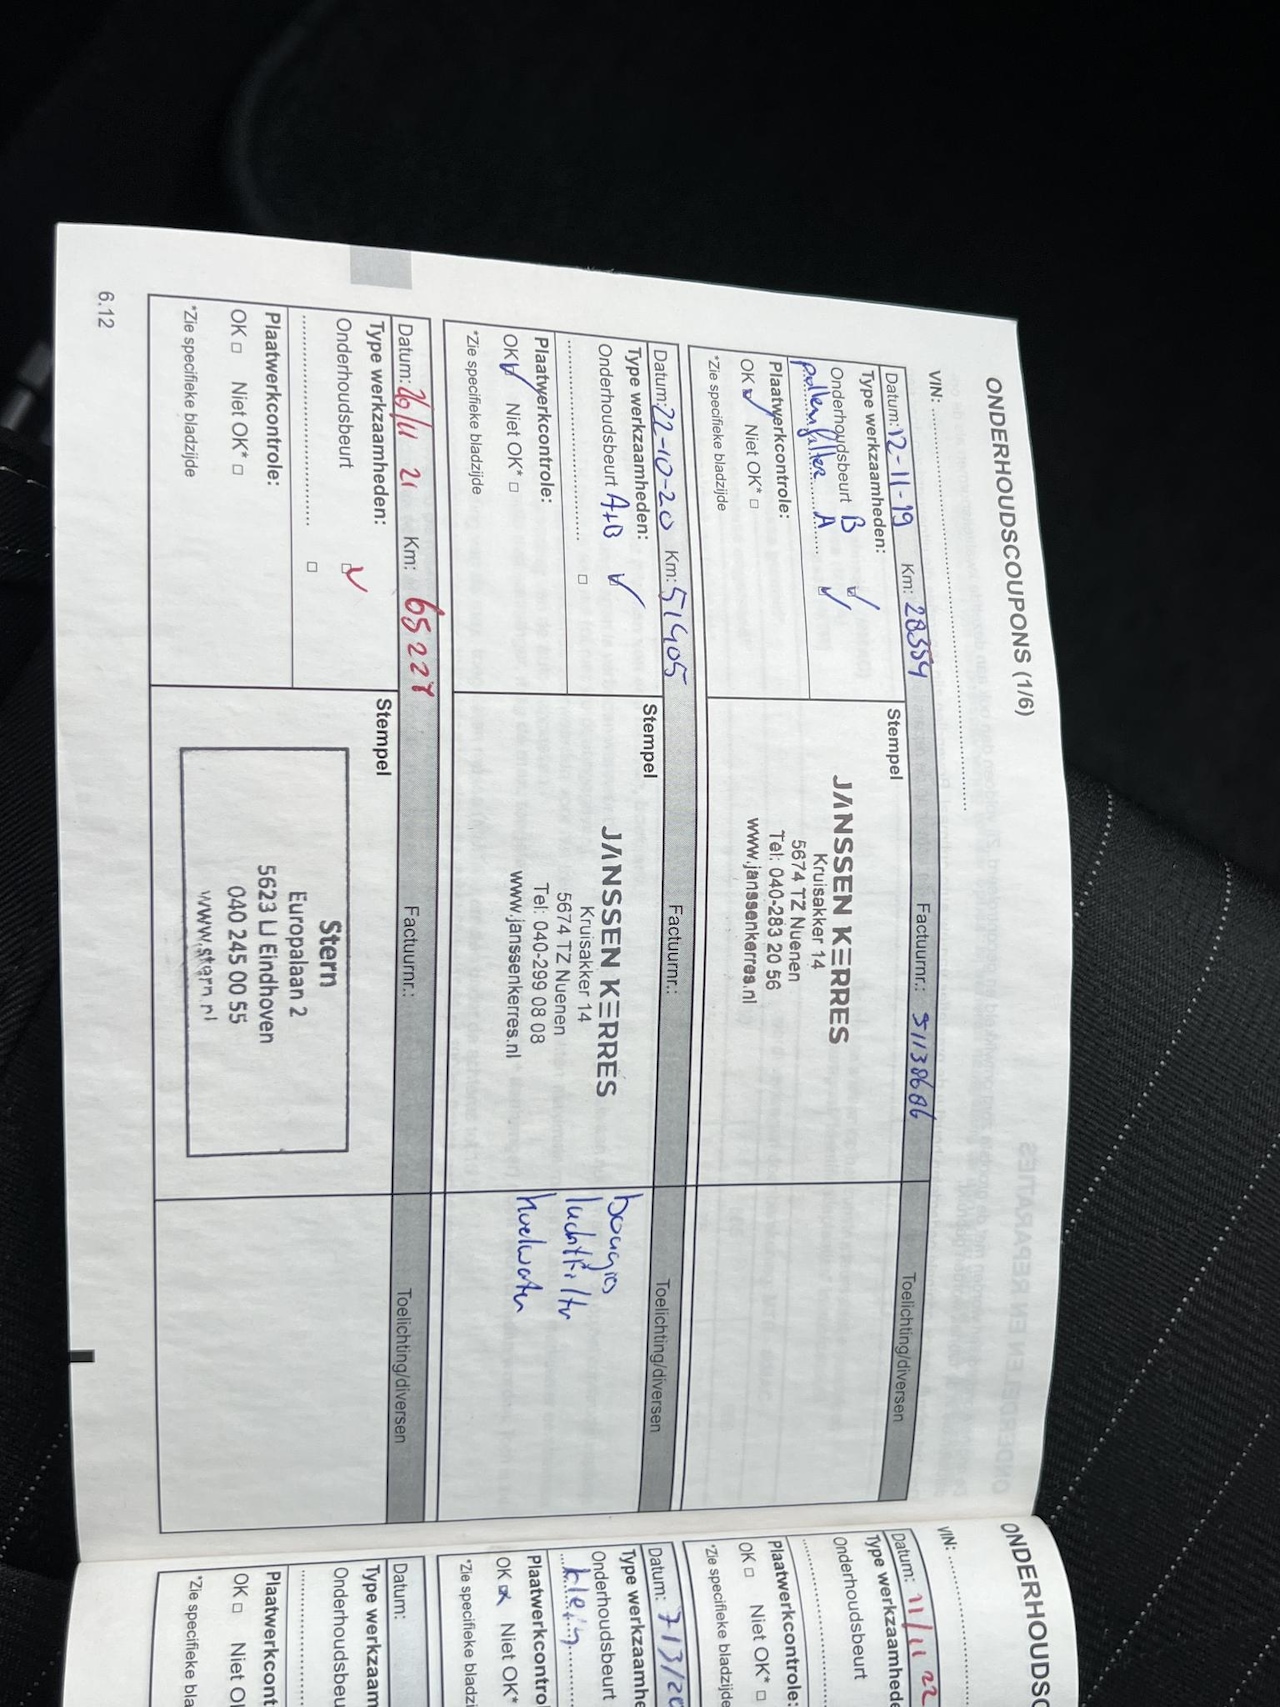 ONDERHOUDSCOUPONS (1/6)
VIN: ..........
Datum: 12-11-19 Km: 28354 Factuurnr.: 51138686 Toelichting/diversen
Type werkzaamheden:
Onderhoudsbeurt B
pollenfilter A
Plaatwerkcontrole:
OK Niet OK* □
*Zie specifieke bladzijde
Stempel
JANSSEN KERRES
Kruisakker 14
5674 TZ Nuenen
Tel: 040-283 20 56
www.janssenkerres.nl
Datum: 22-10-20 Km: 51405 Factuurnr.: Toelichting/diversen
Type werkzaamheden:
Onderhoudsbeurt A+B
Plaatwerkcontrole:
OK Niet OK* □
*Zie specifieke bladzijde
Stempel
JANSSEN KERRES
Kruisakker 14
5674 TZ Nuenen
Tel: 040-299 08 08
www.janssenkerres.nl
bougies
luchtfilter
koelwater
Datum: 26/11 21 Km: 65227 Factuurnr.: Toelichting/diversen
Type werkzaamheden:
Onderhoudsbeurt
Plaatwerkcontrole:
OK □ Niet OK* □
*Zie specifieke bladzijde
Stempel
Stern
Europalaan 2
5623 LJ Eindhoven
040 245 00 55
www.stern.nl
6.12
ONDERHOUDSC
VIN: ..........
Datum: 11/11 22
Type werkzaamhede
Onderhoudsbeurt
Plaatwerkcontrole:
OK □ Niet OK* □
*Zie specifieke bladzijde
Datum: 7/3/20
Type werkzaamhe
Onderhoudsbeurt
klein
Plaatwerkcontro
OK Niet OK*
*Zie specifieke bladzi
Datum:
Type werkzaam
Onderhoudsbeu
Plaatwerkcont
OK □ Niet O
*Zie specifieke bla